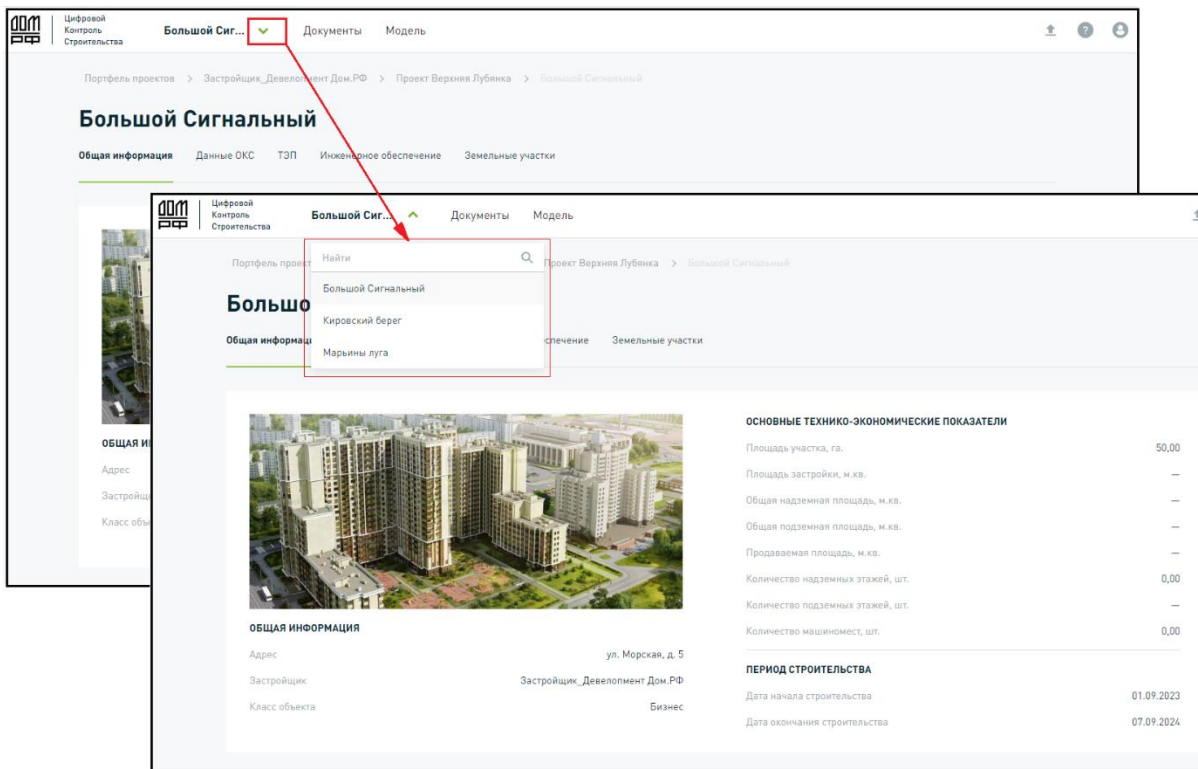 ДОМ
РФ
Цифровой
Контроль
Строительства
Большой Сиг...
Документы
Модель
Портфель проектов > Застройщик_Девелопмент Дом.РФ > Проект Верхняя Лубянка > Большой Сигнальный
Большой Сигнальный
Общая информация
Данные ОКС
ТЭП
Инженерное обеспечение
Земельные участки
ОБЩАЯ И
Адрес
Застройщ
Класс объ
ДОМ
РФ
Цифровой
Контроль
Строительства
Большой Сиг...
Документы
Модель
Портфель проект
Проект Верхняя Лубянка > Большой Сигнальный
Найти
Большой Сигнальный
Кировский берег
Марьины луга
Большо
Общая информац
спечение
Земельные участки
ОБЩАЯ ИНФОРМАЦИЯ
Адрес ул. Морская, д. 5
Застройщик Застройщик_Девелопмент Дом.РФ
Класс объекта Бизнес
ОСНОВНЫЕ ТЕХНИКО-ЭКОНОМИЧЕСКИЕ ПОКАЗАТЕЛИ
Площадь участка, га. 50,00
Площадь застройки, м.кв. —
Общая надземная площадь, м.кв. —
Общая подземная площадь, м.кв. —
Продаваемая площадь, м.кв. —
Количество надземных этажей, шт. 0,00
Количество подземных этажей, шт. —
Количество машиномест, шт. 0,00
ПЕРИОД СТРОИТЕЛЬСТВА
Дата начала строительства 01.09.2023
Дата окончания строительства 07.09.2024